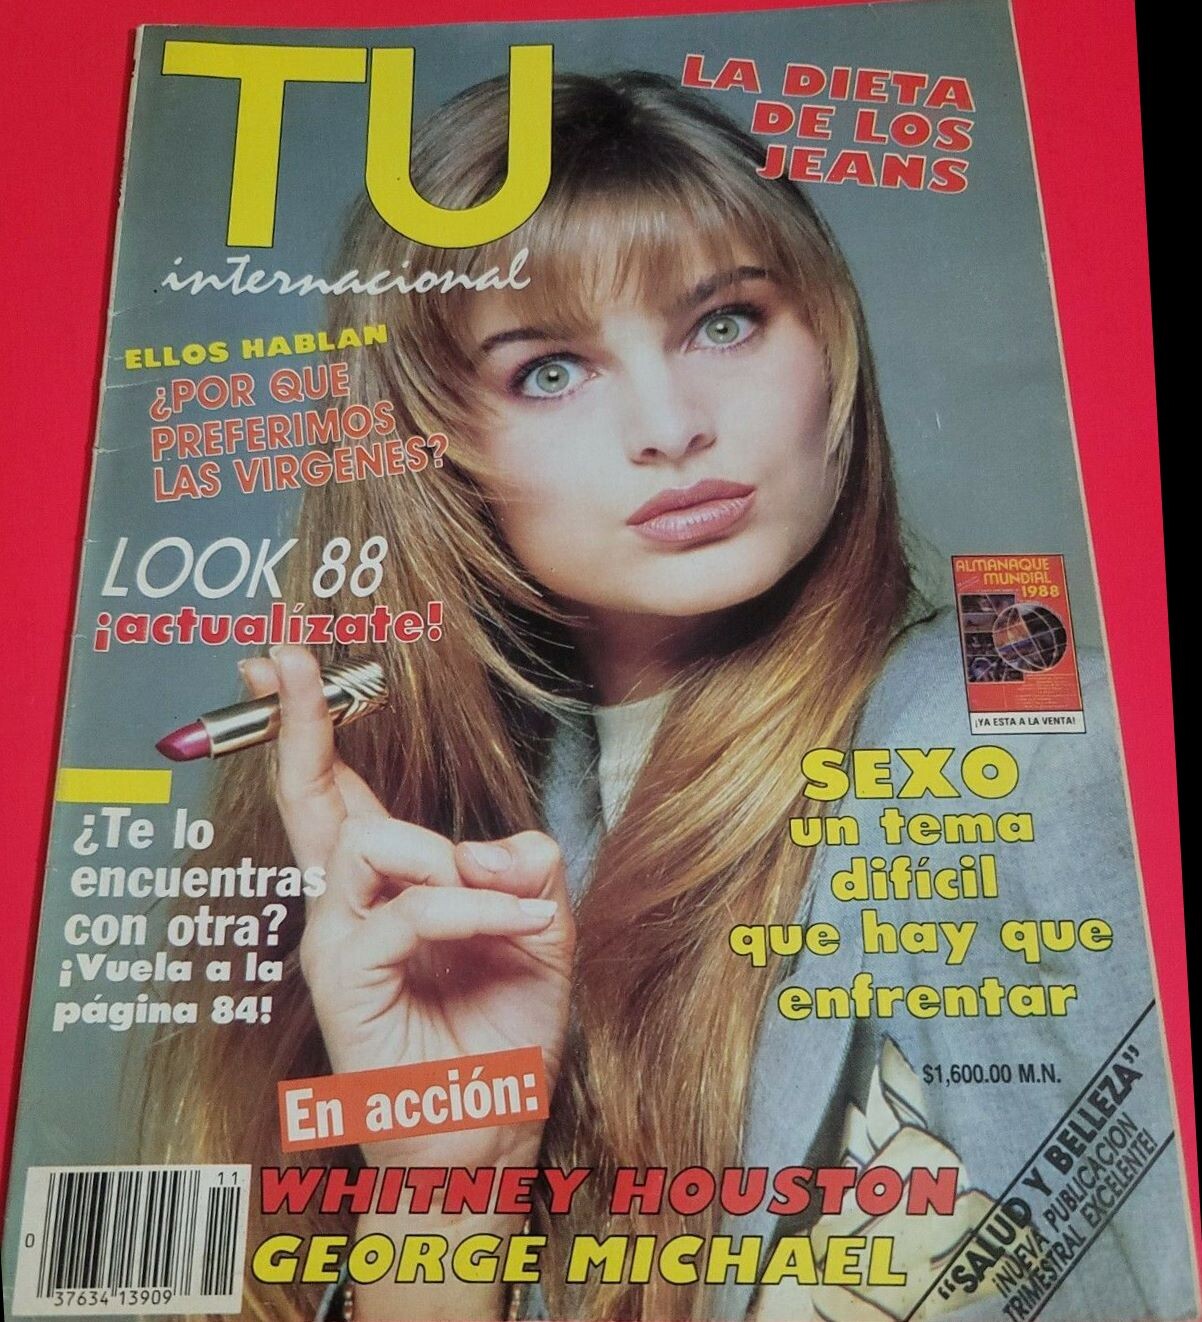 TU
internacional
LA DIETA
DE LOS
JEANS
ELLOS HABLAN
¿POR QUE
PREFERIMOS
LAS VIRGENES?
LOOK 88
¡actualízate!
ALMANAQUE
MUNDIAL
1988
¡YA ESTA A LA VENTA!
SEXO
un tema
difícil
que hay que
enfrentar
¿Te lo
encuentras
con otra?
¡Vuela a la
página 84!
$1,600.00 M.N.
En acción:
WHITNEY HOUSTON
GEORGE MICHAEL
"SALUD Y BELLEZA"
¡NUEVA PUBLICACION
TRIMESTRAL EXCELENTE!
11
0
37634 13909